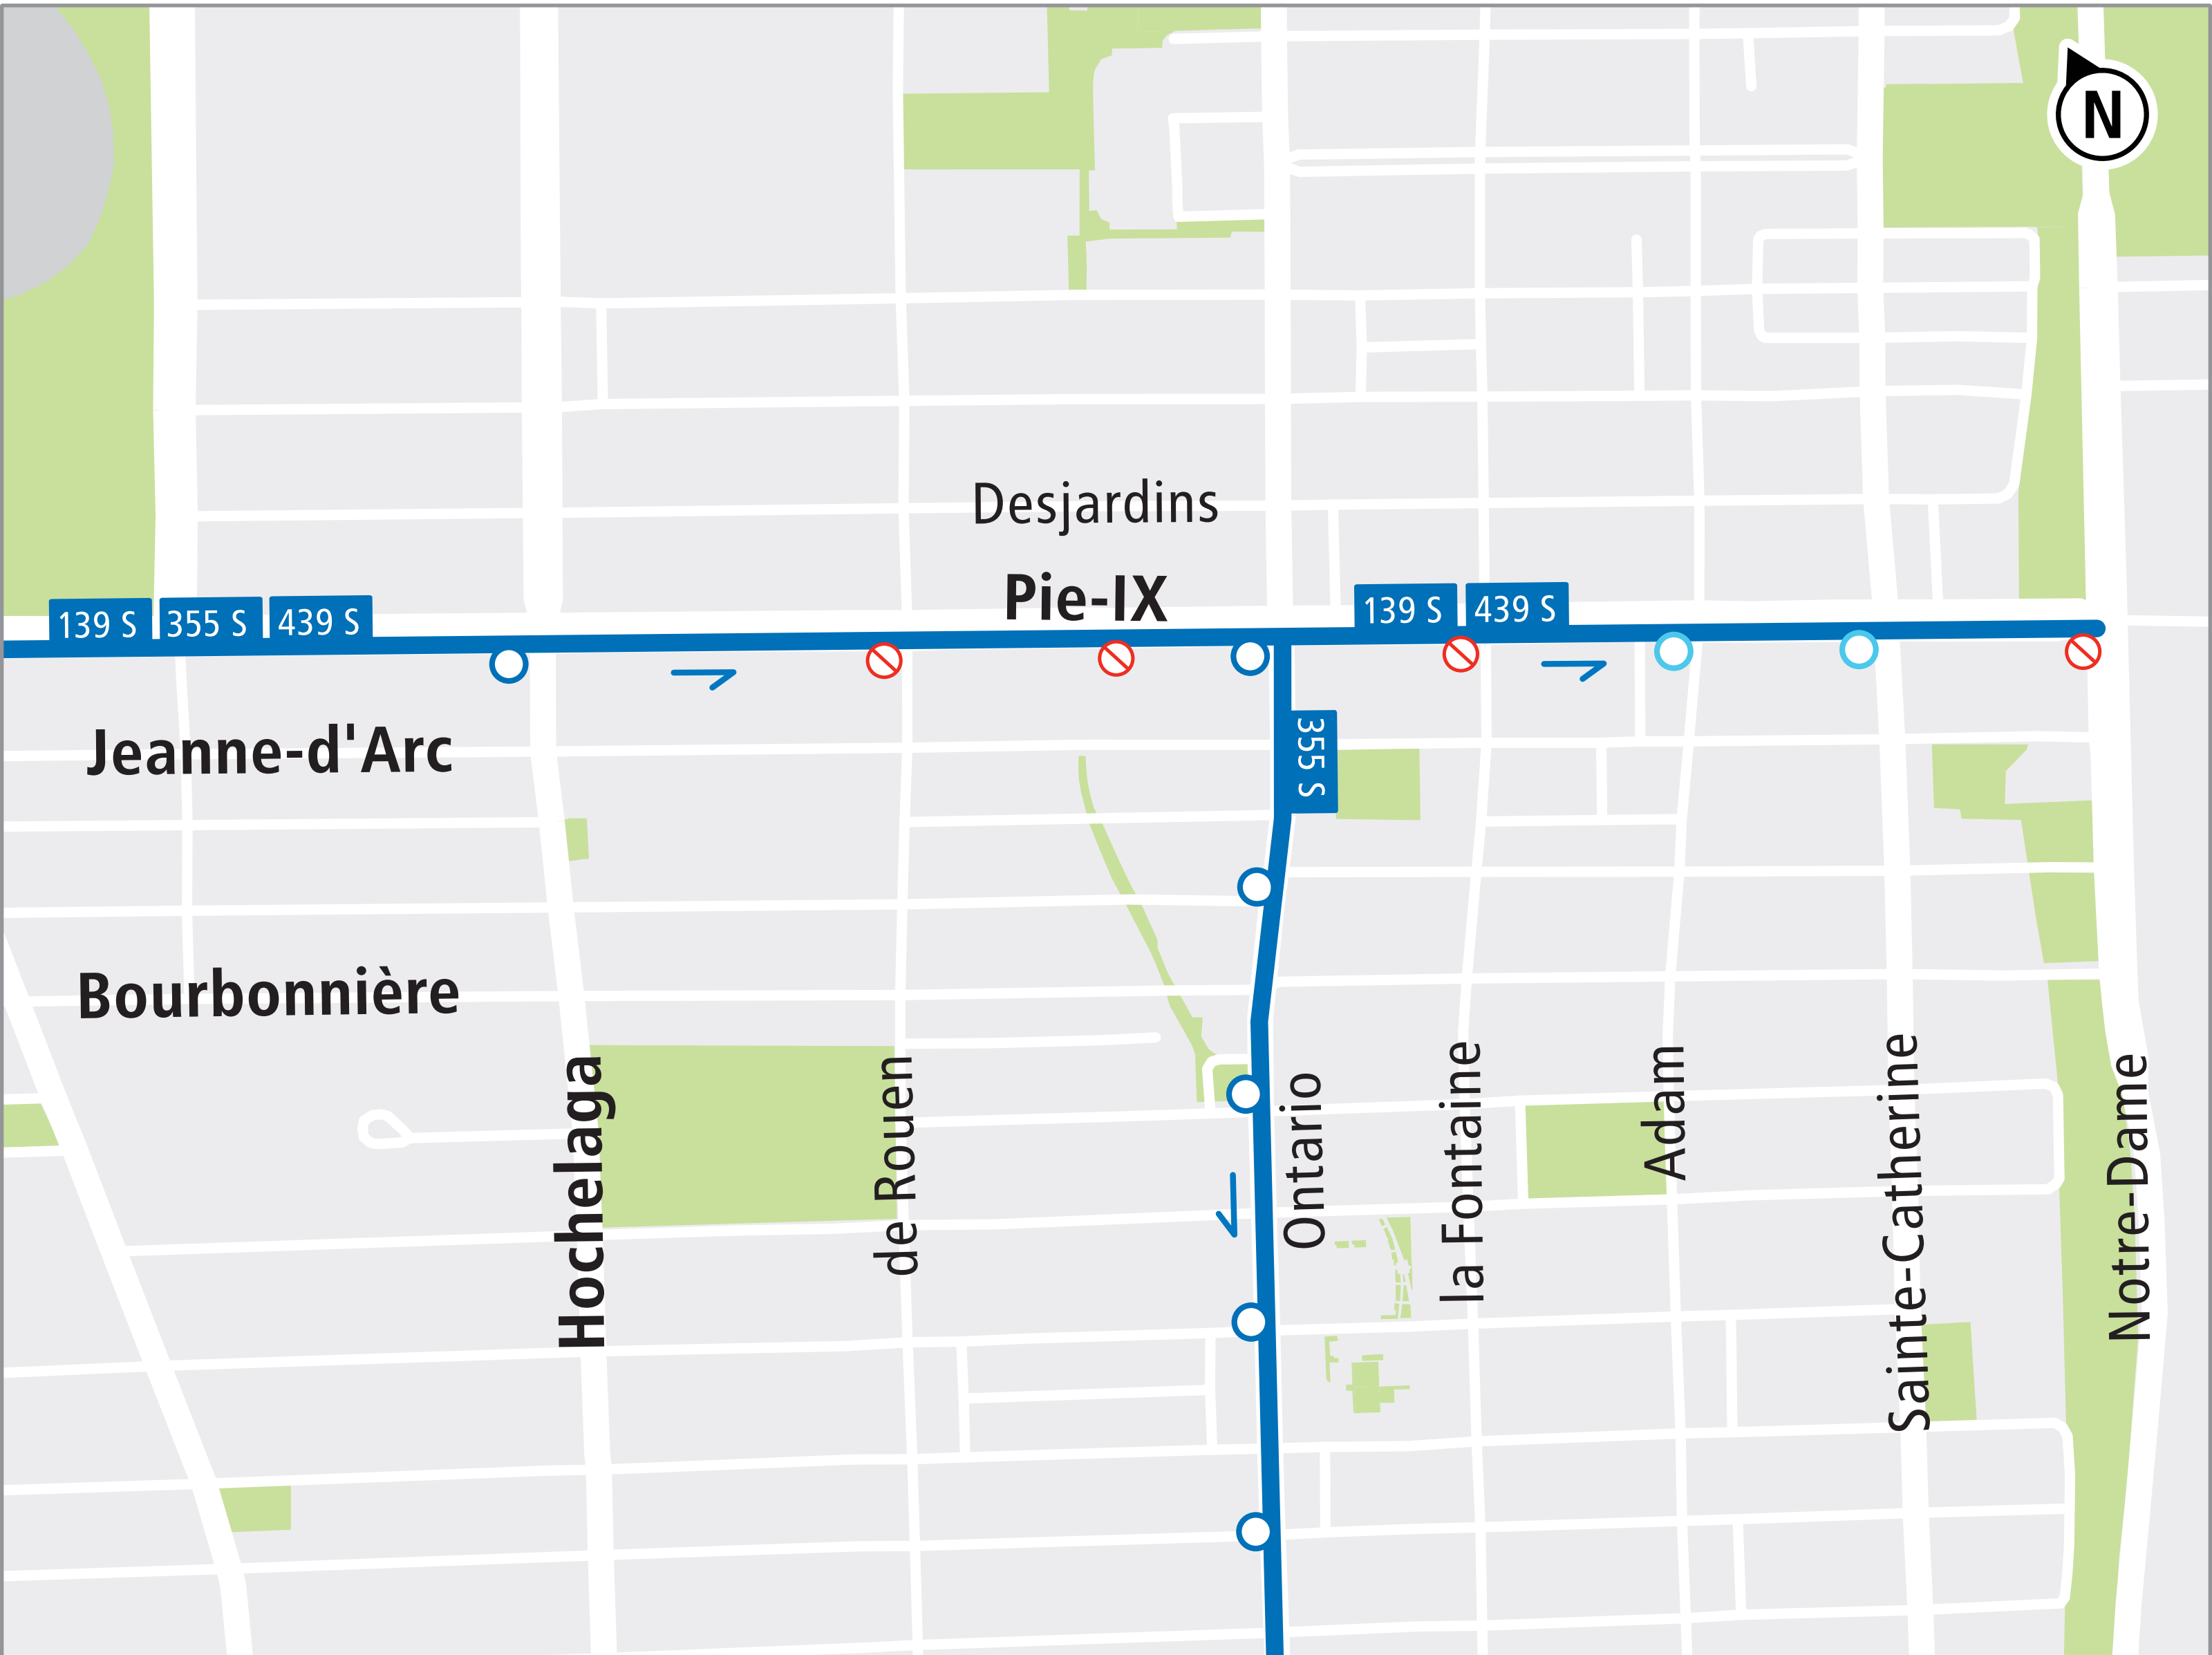 N
Desjardins
Pie-IX
139 S 355 S 439 S
139 S 439 S
355 S
Jeanne-d'Arc
Bourbonnière
Hochelaga
de Rouen
Ontario
la Fontaine
Adam
Sainte-Catherine
Notre-Dame